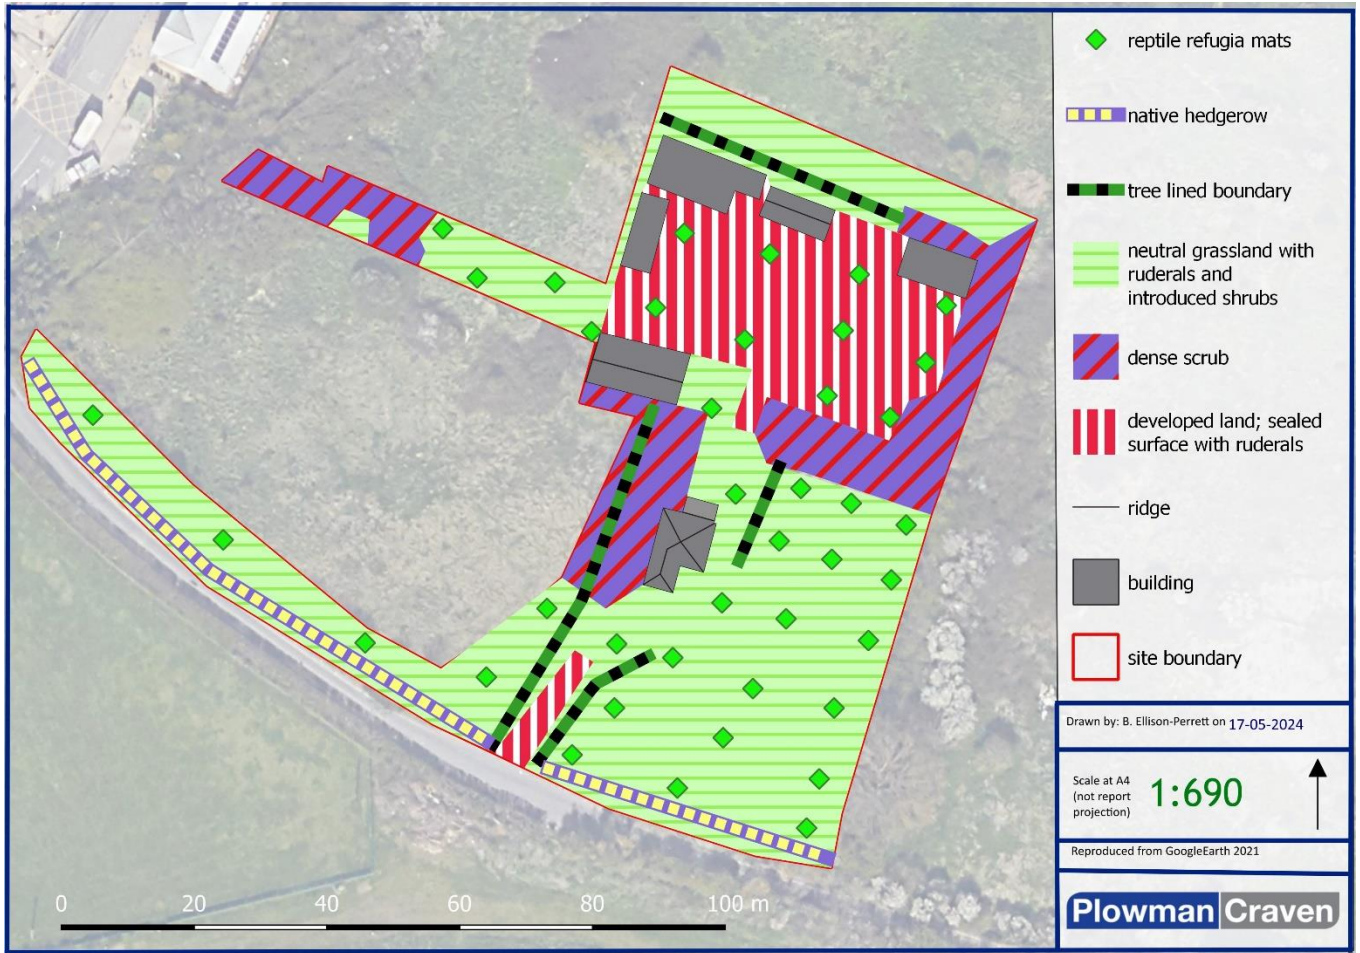 reptile refugia mats
native hedgerow
tree lined boundary
neutral grassland with
ruderals and
introduced shrubs
dense scrub
developed land; sealed
surface with ruderals
ridge
building
site boundary
Drawn by: B. Ellison-Perrett on 17-05-2024
Scale at A4
(not report
projection)
1:690
Reproduced from GoogleEarth 2021
Plowman Craven
0 20 40 60 80 100 m